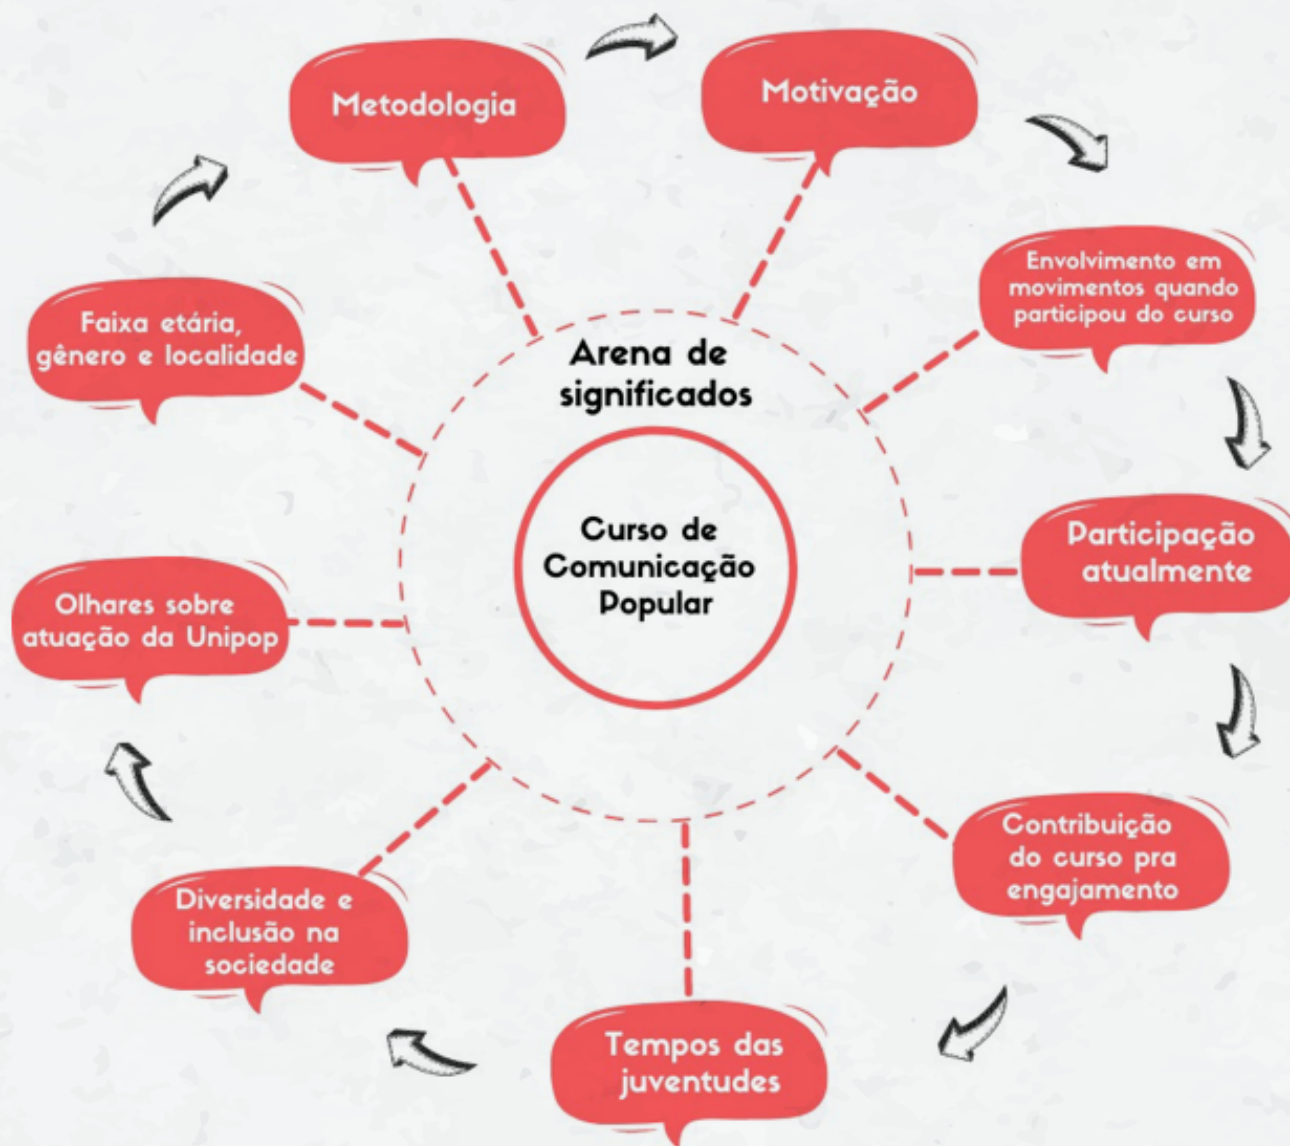 Metodologia
Motivação
Envolvimento em
movimentos quando
participou do curso
Participação
atualmente
Contribuição
do curso pra
engajamento
Tempos das
juventudes
Diversidade e
inclusão na
sociedade
Olhares sobre
atuação da Unipop
Faixa etária,
gênero e localidade
Arena de
significados
Curso de
Comunicação
Popular